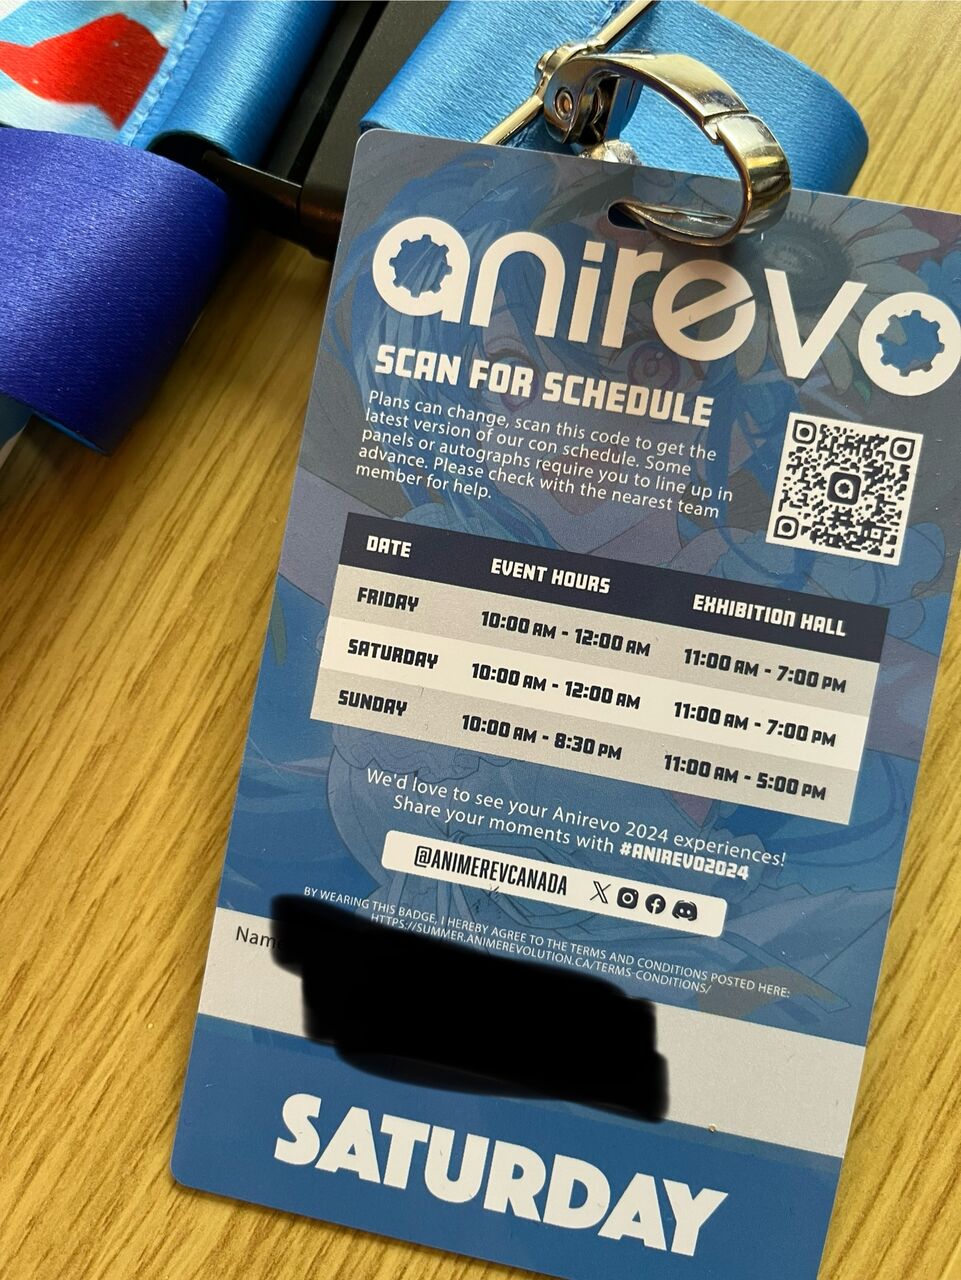 anirevo
SCAN FOR SCHEDULE
Plans can change, scan this code to get the
latest version of our con schedule. Some
panels or autographs require you to line up in
advance. Please check with the nearest team
member for help.
DATE EVENT HOURS EXHIBITION HALL
FRIDAY 10:00 AM - 12:00 AM 11:00 AM - 7:00 PM
SATURDAY 10:00 AM - 12:00 AM 11:00 AM - 7:00 PM
SUNDAY 10:00 AM - 8:30 PM 11:00 AM - 5:00 PM
We'd love to see your Anirevo 2024 experiences!
Share your moments with #ANIREVO2024
@ANIMEREVCANADA
BY WEARING THIS BADGE, I HEREBY AGREE TO THE TERMS AND CONDITIONS POSTED HERE:
HTTPS://SUMMER.ANIMEREVOLUTION.CA/TERMS-CONDITIONS/
Name
SATURDAY